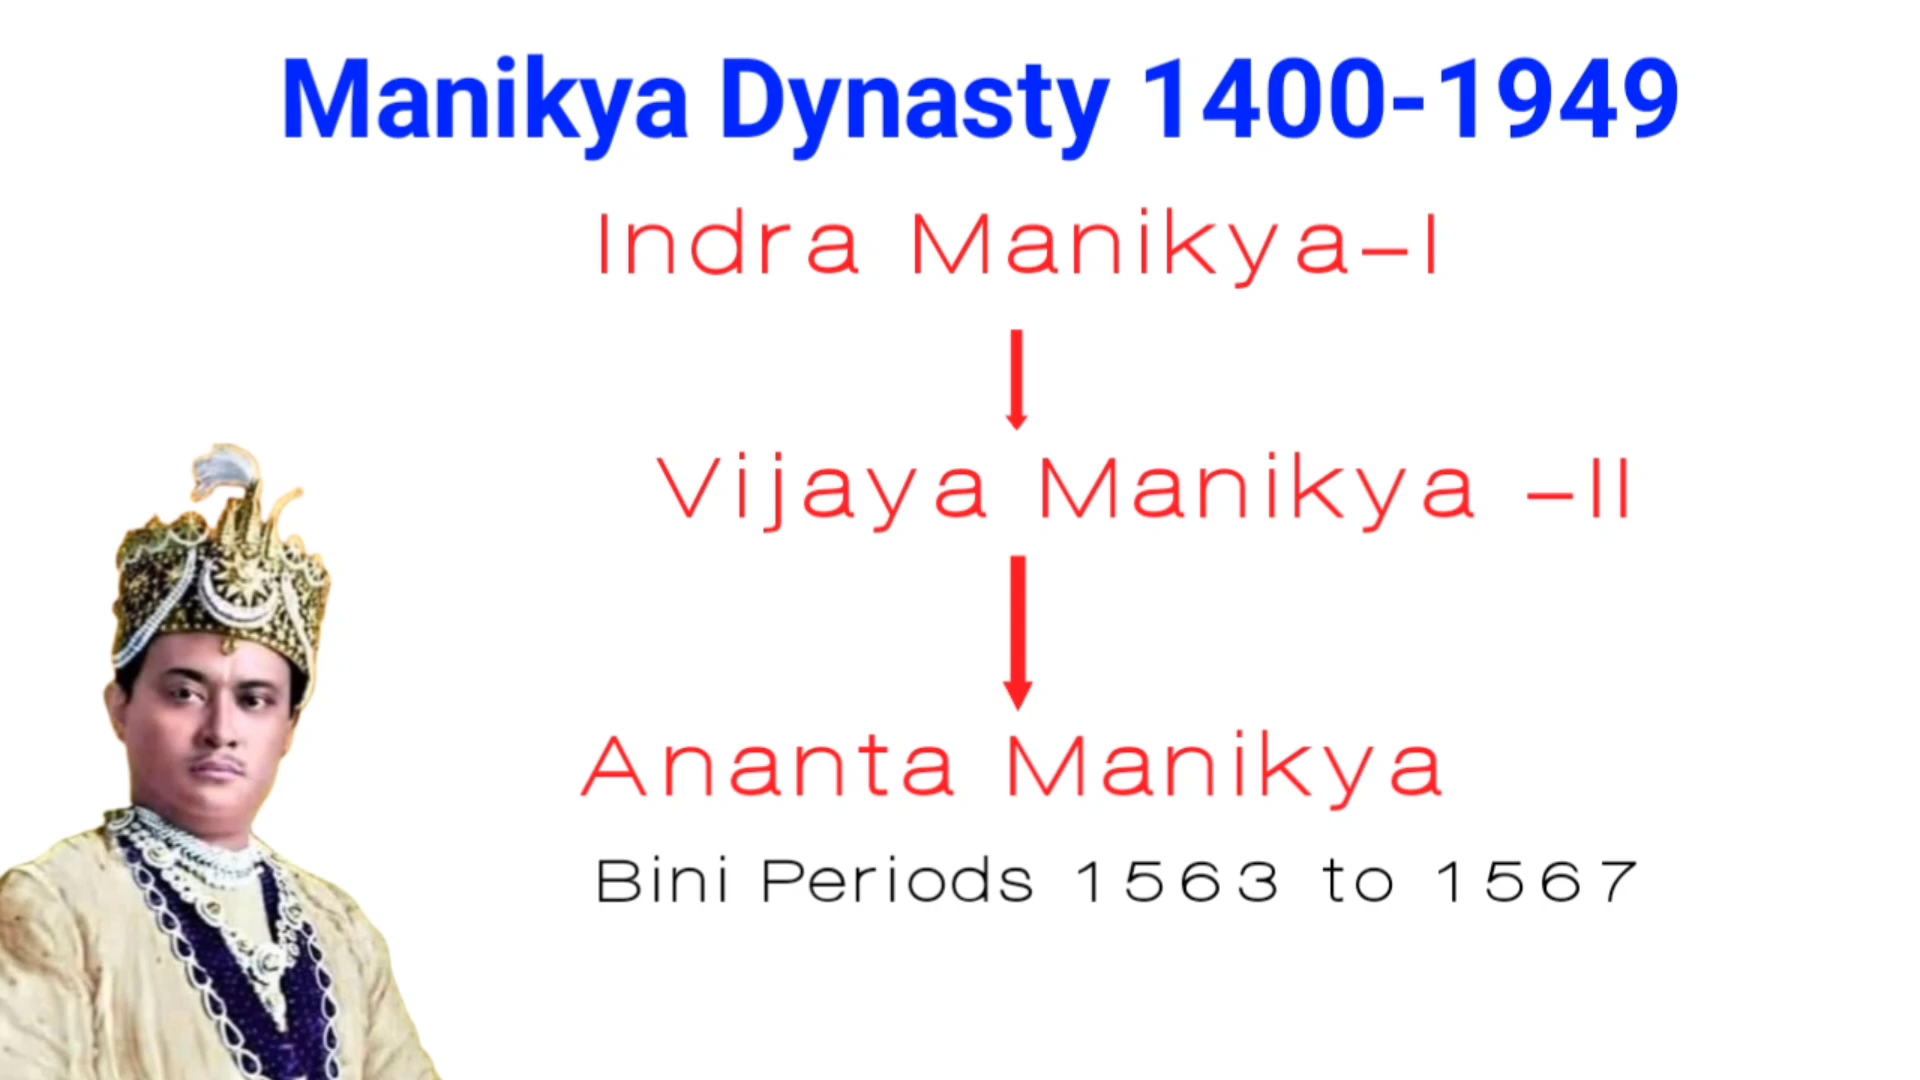 Manikya Dynasty 1400-1949
Indra Manikya-I
Vijaya Manikya -II
Ananta Manikya
Bini Periods 1563 to 1567